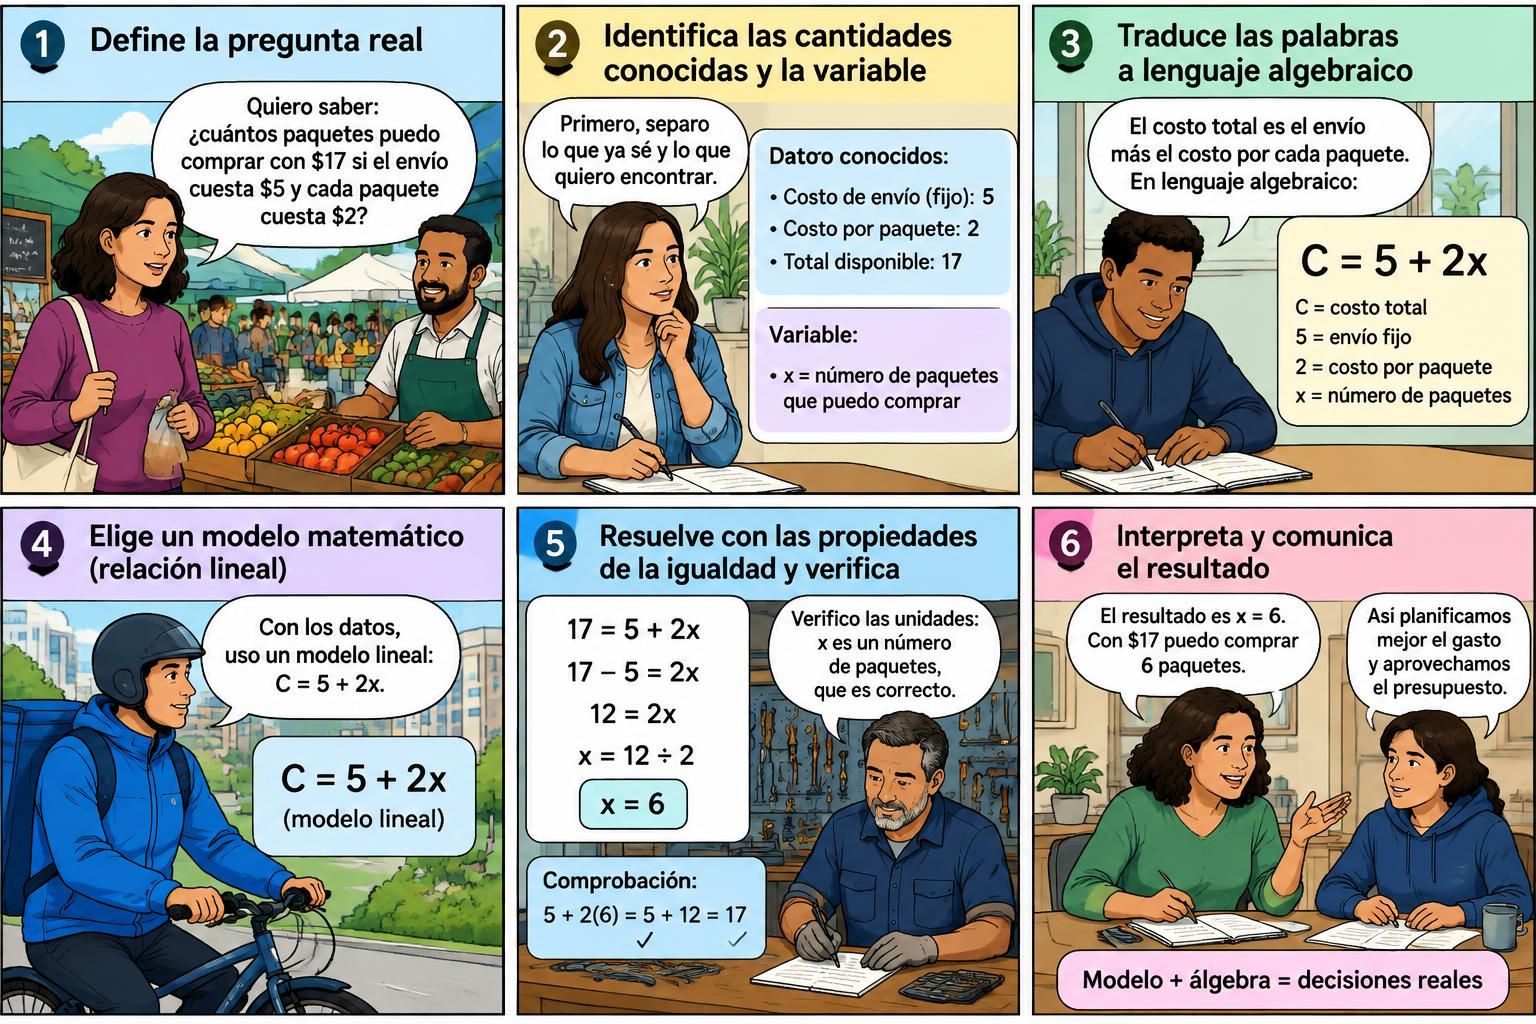 1 Define la pregunta real
Quiero saber:
¿cuántos paquetes puedo
comprar con $17 si el envío
cuesta $5 y cada paquete
cuesta $2?
2 Identifica las cantidades
conocidas y la variable
Primero, separo
lo que ya sé y lo que
quiero encontrar.
conocidos:
• Costo de envío (fijo): 5
• Costo por paquete: 2
• Total disponible: 17
Variable:
• x = número de paquetes
que puedo comprar
3 Traduce las palabras
a lenguaje algebraico
El costo total es el envío
más el costo por cada paquete.
En lenguaje algebraico:
C = 5 + 2x
C = costo total
5 = envío fijo
2 = costo por paquete
x = número de paquetes
4 Elige un modelo matemático
(relación lineal)
Con los datos,
uso un modelo lineal:
C = 5 + 2x.
C = 5 + 2x
(modelo lineal)
5 Resuelve con las propiedades
de la igualdad y verifica
17 = 5 + 2x
17 – 5 = 2x
12 = 2x
x = 12 ÷ 2
x = 6
Verifico las unidades:
x es un número
de paquetes,
que es correcto.
Comprobación:
5 + 2(6) = 5 + 12 = 17
✓ ✓
6 Interpreta y comunica
el resultado
El resultado es x = 6.
Con $17 puedo comprar
6 paquetes.
Así planificamos
mejor el gasto
y aprovechamos
el presupuesto.
Modelo + álgebra = decisiones reales